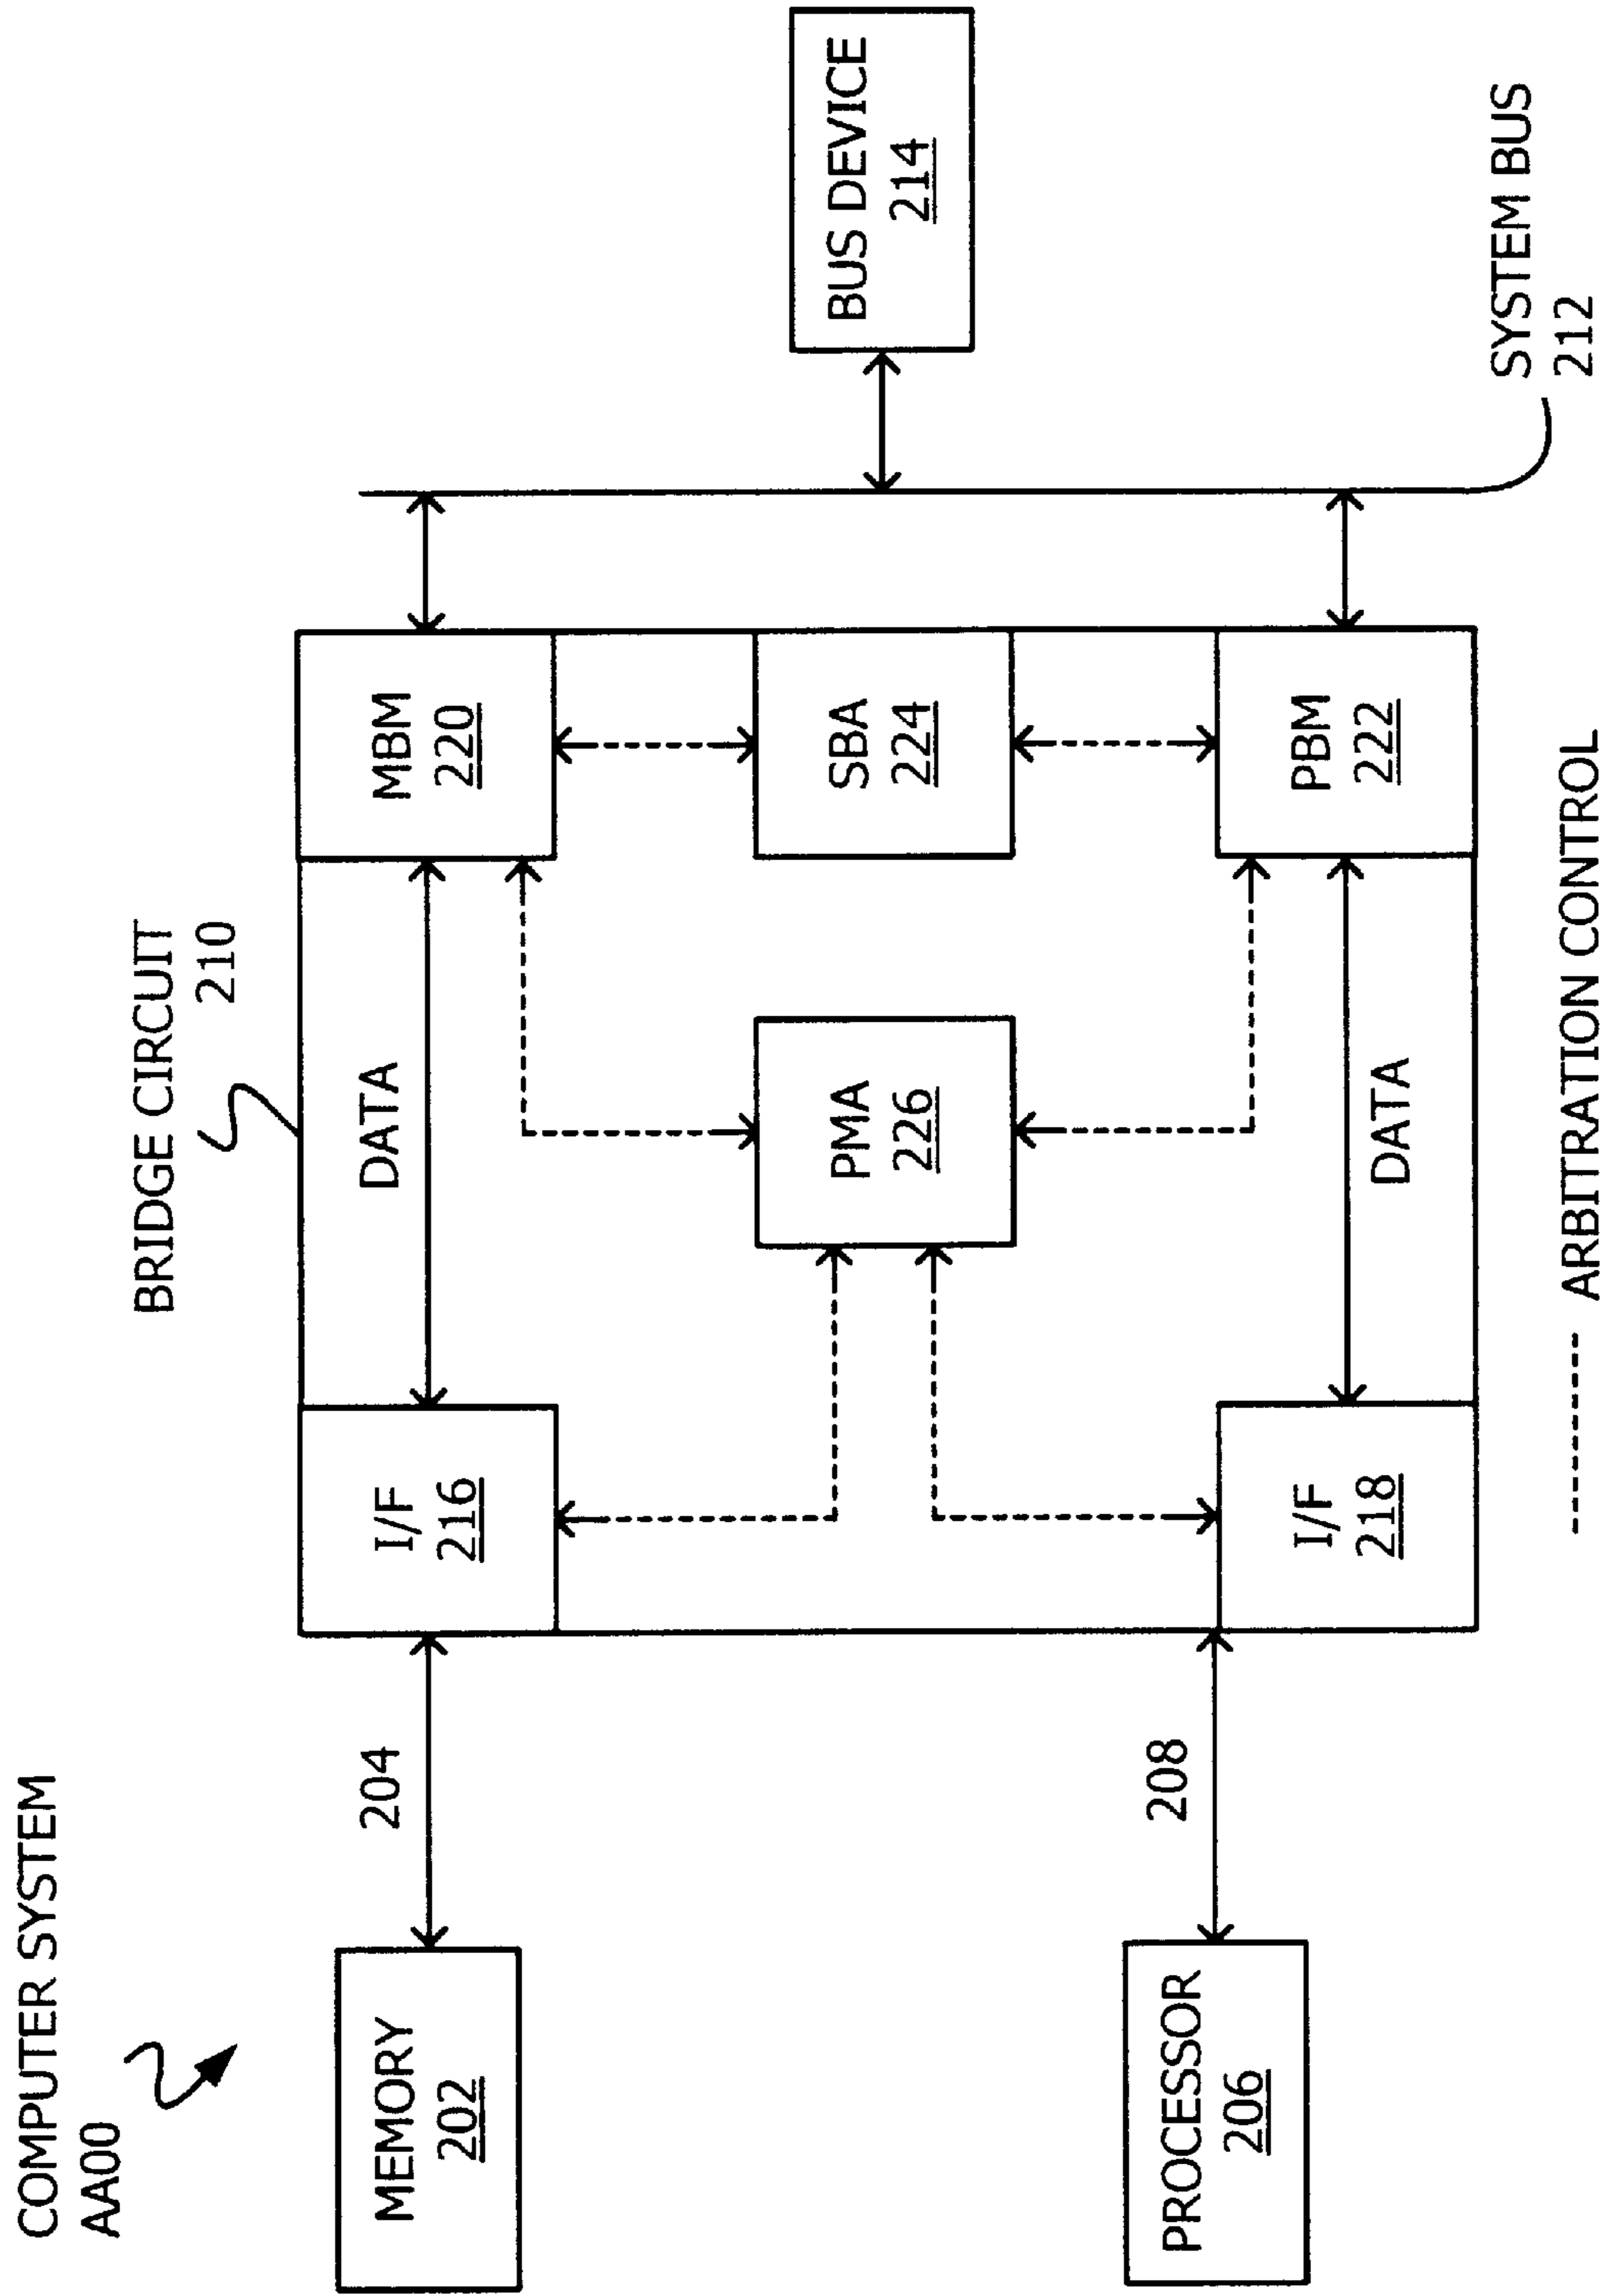 COMPUTER SYSTEM
AA00
BRIDGE CIRCUIT
210
MEMORY
202
204
I/F
216
DATA
MBM
220
PMA
226
SBA
224
BUS DEVICE
214
PROCESSOR
206
208
I/F
218
DATA
PBM
222
SYSTEM BUS
212
ARBITRATION CONTROL